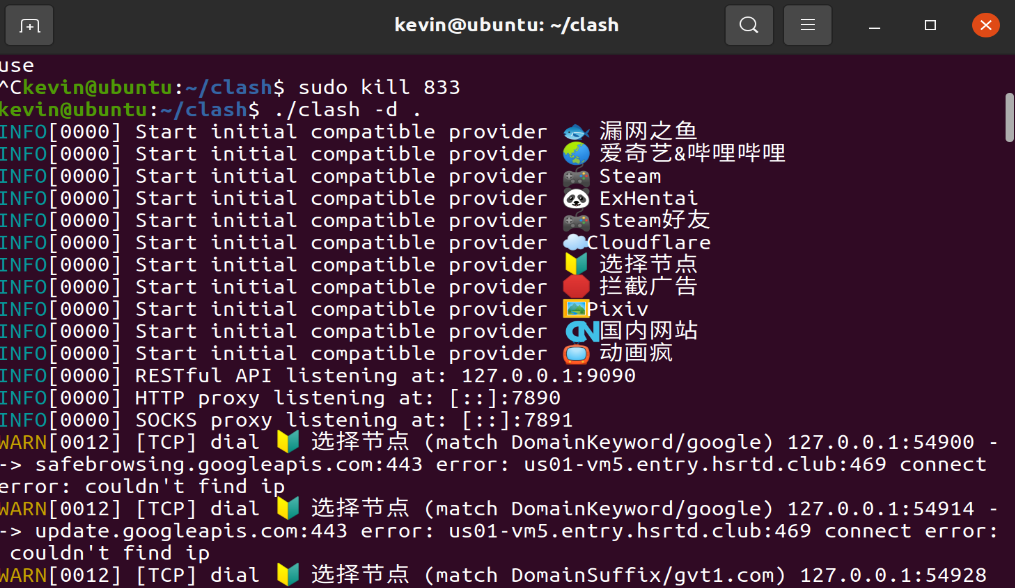 kevin@ubuntu: ~/clash
use
^Ckevin@ubuntu:~/clash$ sudo kill 833
kevin@ubuntu:~/clash$ ./clash -d .
INFO[0000] Start initial compatible provider 🐟 漏网之鱼
INFO[0000] Start initial compatible provider 🌏 爱奇艺&哔哩哔哩
INFO[0000] Start initial compatible provider 🎮 Steam
INFO[0000] Start initial compatible provider 🐼 ExHentai
INFO[0000] Start initial compatible provider 🎮 Steam好友
INFO[0000] Start initial compatible provider ☁️Cloudflare
INFO[0000] Start initial compatible provider 🔰 选择节点
INFO[0000] Start initial compatible provider 🛑 拦截广告
INFO[0000] Start initial compatible provider 🖼️Pixiv
INFO[0000] Start initial compatible provider 🇨🇳国内网站
INFO[0000] Start initial compatible provider 📺 动画疯
INFO[0000] RESTful API listening at: 127.0.0.1:9090
INFO[0000] HTTP proxy listening at: [::]:7890
INFO[0000] SOCKS proxy listening at: [::]:7891
WARN[0012] [TCP] dial 🔰 选择节点 (match DomainKeyword/google) 127.0.0.1:54900 -
-> safebrowsing.googleapis.com:443 error: us01-vm5.entry.hsrtd.club:469 connect
error: couldn't find ip
WARN[0012] [TCP] dial 🔰 选择节点 (match DomainKeyword/google) 127.0.0.1:54914 -
-> update.googleapis.com:443 error: us01-vm5.entry.hsrtd.club:469 connect error:
 couldn't find ip
WARN[0012] [TCP] dial 🔰 选择节点 (match DomainSuffix/gvt1.com) 127.0.0.1:54928